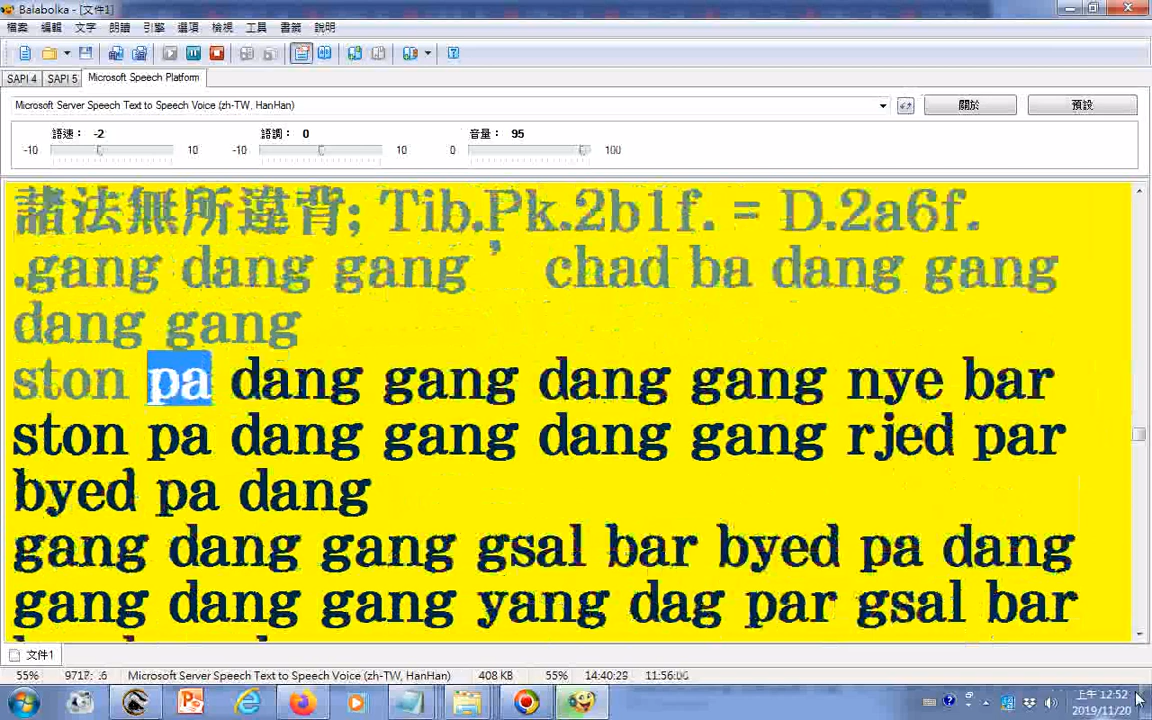 Balabolka - [文件1]
檔案 編輯 文字 朗讀 引擎 選項 檢視 工具 書籤 說明
SAPI 4 SAPI 5 Microsoft Speech Platform
Microsoft Server Speech Text to Speech Voice (zh-TW, HanHan) 關於 預設
語速： -2 語調： 0 音量： 95
-10 10 -10 10 0 100
諸法無所違背; Tib.Pk.2b1f. = D.2a6f.
.gang dang gang ’ chad ba dang gang
dang gang
ston pa dang gang dang gang nye bar
ston pa dang gang dang gang rjed par
byed pa dang
gang dang gang gsal bar byed pa dang
gang dang gang yang dag par gsal bar
文件1
55% Microsoft Server Speech Text to Speech Voice (zh-TW, HanHan) 408 KB 55% 14:40:29
上午 12:52
2019/11/20